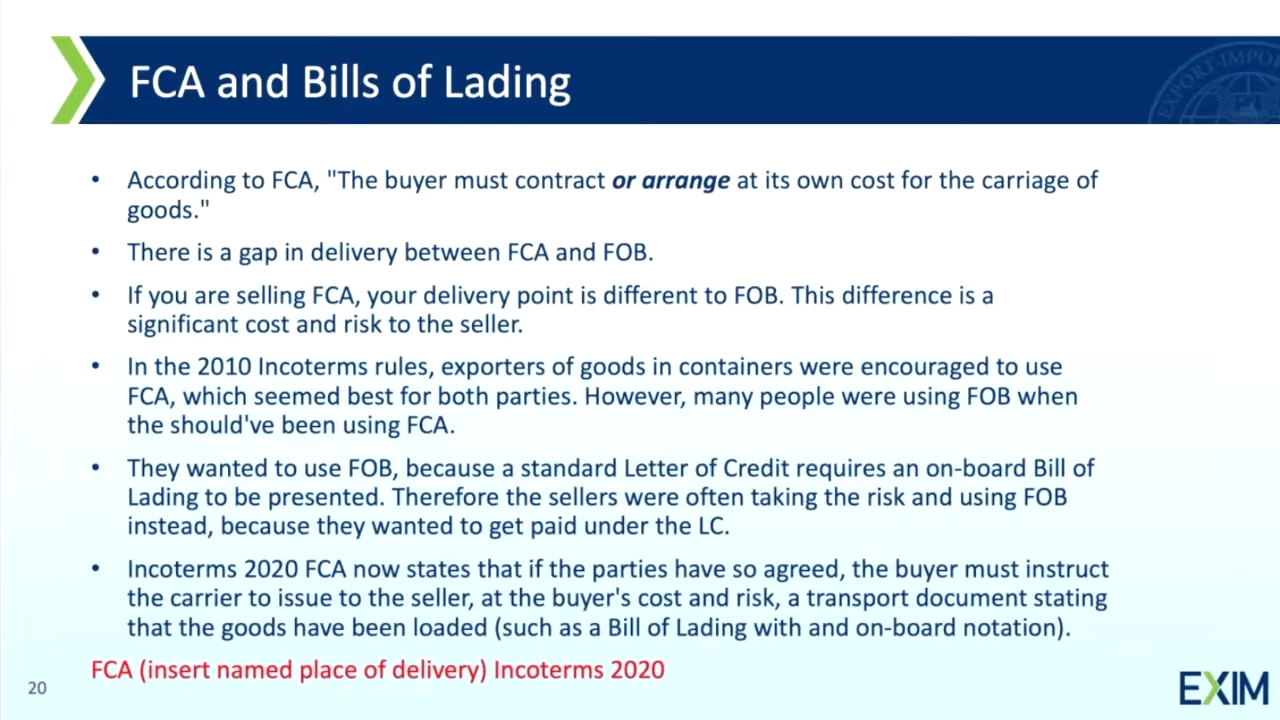 FCA and Bills of Lading
EXPORT-IMPO
• According to FCA, "The buyer must contract or arrange at its own cost for the carriage of
goods."
• There is a gap in delivery between FCA and FOB.
• If you are selling FCA, your delivery point is different to FOB. This difference is a
significant cost and risk to the seller.
• In the 2010 Incoterms rules, exporters of goods in containers were encouraged to use
FCA, which seemed best for both parties. However, many people were using FOB when
the should've been using FCA.
• They wanted to use FOB, because a standard Letter of Credit requires an on-board Bill of
Lading to be presented. Therefore the sellers were often taking the risk and using FOB
instead, because they wanted to get paid under the LC.
• Incoterms 2020 FCA now states that if the parties have so agreed, the buyer must instruct
the carrier to issue to the seller, at the buyer's cost and risk, a transport document stating
that the goods have been loaded (such as a Bill of Lading with and on-board notation).
FCA (insert named place of delivery) Incoterms 2020
20
EXIM